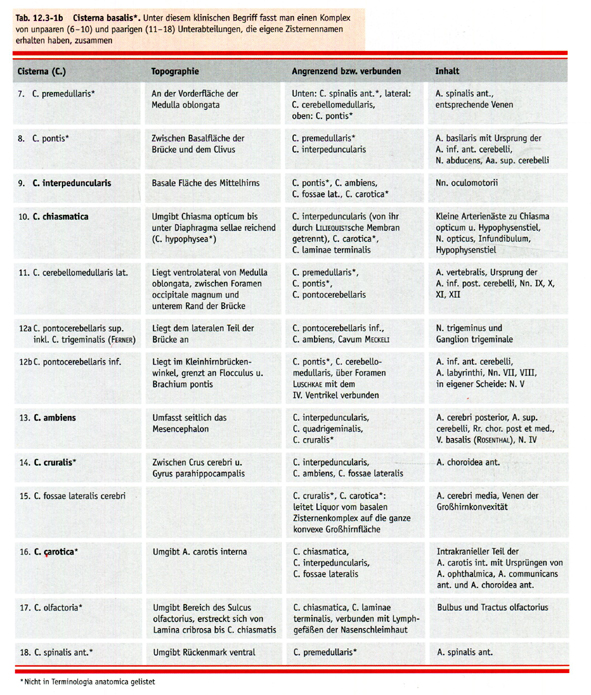 Tab. 12.3-1b Cisterna basalis*. Unter diesem klinischen Begriff fasst man einen Komplex
von unpaaren (6–10) und paarigen (11–18) Unterabteilungen, die eigene Zisternennamen
erhalten haben, zusammen
Cisterna (C.) Topographie Angrenzend bzw. verbunden Inhalt
7. C. premedullaris* An der Vorderfläche der Unten: C. spinalis ant.*, lateral: A. spinalis ant.,
Medulla oblongata C. cerebellomedullaris, entsprechende Venen
oben: C. pontis*
8. C. pontis* Zwischen Basalfläche der C. premedullaris* A. basilaris mit Ursprung der
Brücke und dem Clivus C. interpeduncularis A. inf. ant. cerebelli,
N. abducens, Aa. sup. cerebelli
9. C. interpeduncularis Basale Fläche des Mittelhirns C. pontis*, C. ambiens, Nn. oculomotorii
C. fossae lat., C. carotica*
10. C. chiasmatica Umgibt Chiasma opticum bis C. interpeduncularis (von ihr Kleine Arterienäste zu Chiasma
unter Diaphragma sellae reichend durch LILIEQUISTsche Membran opticum u. Hypophysenstiel,
(C. hypophysea*) getrennt), C. carotica*, N. opticus, Infundibulum,
C. laminae terminalis Hypophysenstiel
11. C. cerebellomedullaris lat. Liegt ventrolateral von Medulla C. premedullaris*, A. vertebralis, Ursprung der
oblongata, zwischen Foramen C. pontis*, A. inf. post. cerebelli, Nn. IX, X,
occipitale magnum und C. pontocerebellaris XI, XII
unterem Rand der Brücke
12a C. pontocerebellaris sup. Liegt dem lateralen Teil der C. pontocerebellaris inf., N. trigeminus und
inkl. C. trigeminalis (FERNER) Brücke an C. ambiens, Cavum MECKELI Ganglion trigeminale
12b C. pontocerebellaris inf. Liegt im Kleinhirnbrücken- C. pontis*, C. cerebello- A. inf. ant. cerebelli,
winkel, grenzt an Flocculus u. medullaris, über Foramen A. labyrinthi, Nn. VII, VIII,
Brachium pontis LUSCHKAE mit dem in eigener Scheide: N. V
IV. Ventrikel verbunden
13. C. ambiens Umfasst seitlich das C. interpeduncularis, A. cerebri posterior, A. sup.
Mesencephalon C. quadrigeminalis, cerebelli, Rr. chor. post et med.,
C. cruralis* V. basalis (ROSENTHAL), N. IV
14. C. cruralis* Zwischen Crus cerebri u. C. interpeduncularis, A. choroidea ant.
Gyrus parahippocampalis C. ambiens, C. fossae lateralis
15. C. fossae lateralis cerebri C. cruralis*, C. carotica*: A. cerebri media, Venen der
leitet Liquor vom basalen Großhirnkonvexität
Zisternenkomplex auf die ganze
konvexe Großhirnfläche
16. C. carotica* Umgibt A. carotis interna C. chiasmatica, Intrakranieller Teil der
C. interpeduncularis, A. carotis int. mit Ursprüngen von
C. fossae lateralis A. ophthalmica, A. communicans
ant. und A. choroidea ant.
17. C. olfactoria* Umgibt Bereich des Sulcus C. chiasmatica, C. laminae Bulbus und Tractus olfactorius
olfactorius, erstreckt sich von terminalis, verbunden mit Lymph-
Lamina cribrosa bis C. chiasmatis gefäßen der Nasenschleimhaut
18. C. spinalis ant.* Umgibt Rückenmark ventral C. premedullaris* A. spinalis ant.
*Nicht in Terminologia anatomica gelistet